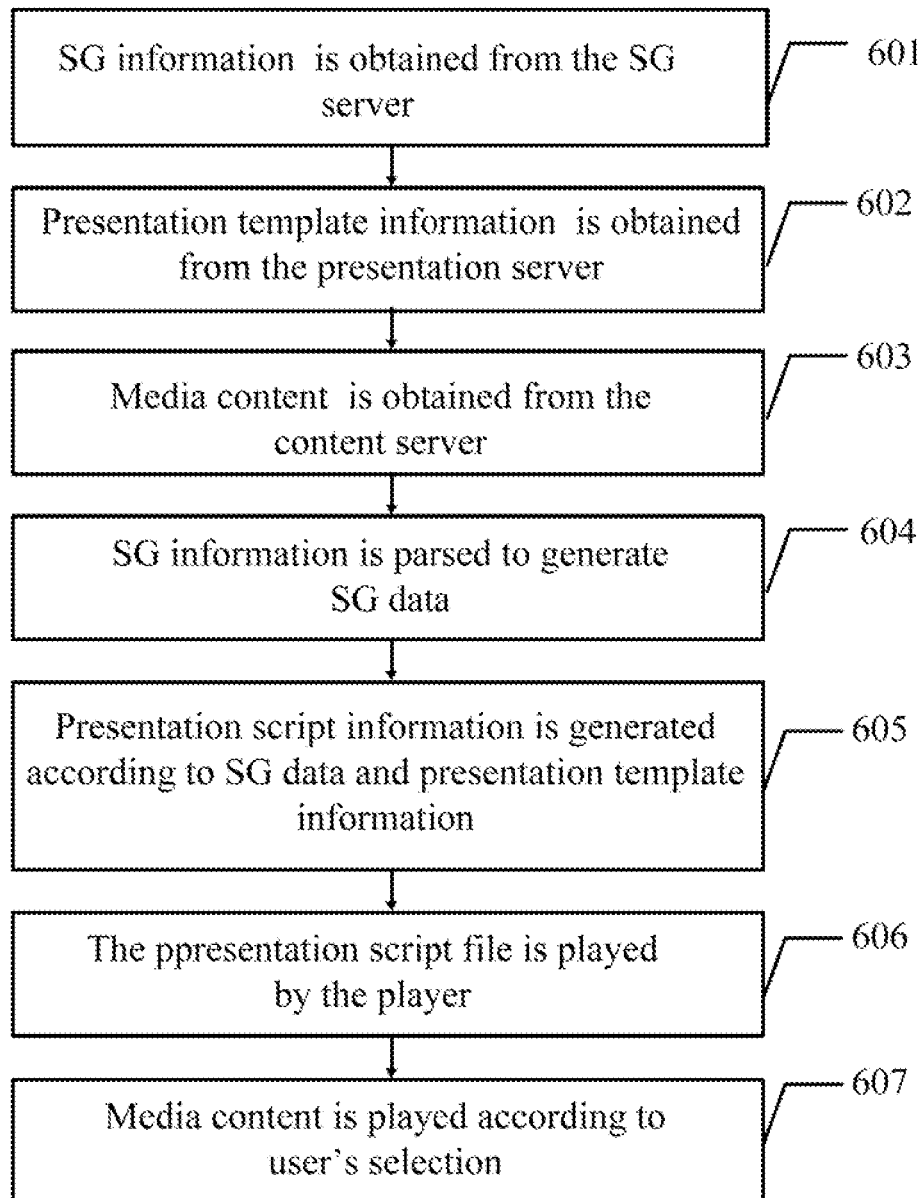 SG information is obtained from the SG
server
601
Presentation template information is obtained
from the presentation server
602
Media content is obtained from the
content server
603
SG information is parsed to generate
SG data
604
Presentation script information is generated
according to SG data and presentation template
information
605
The ppresentation script file is played
by the player
606
Media content is played according to
user's selection
607